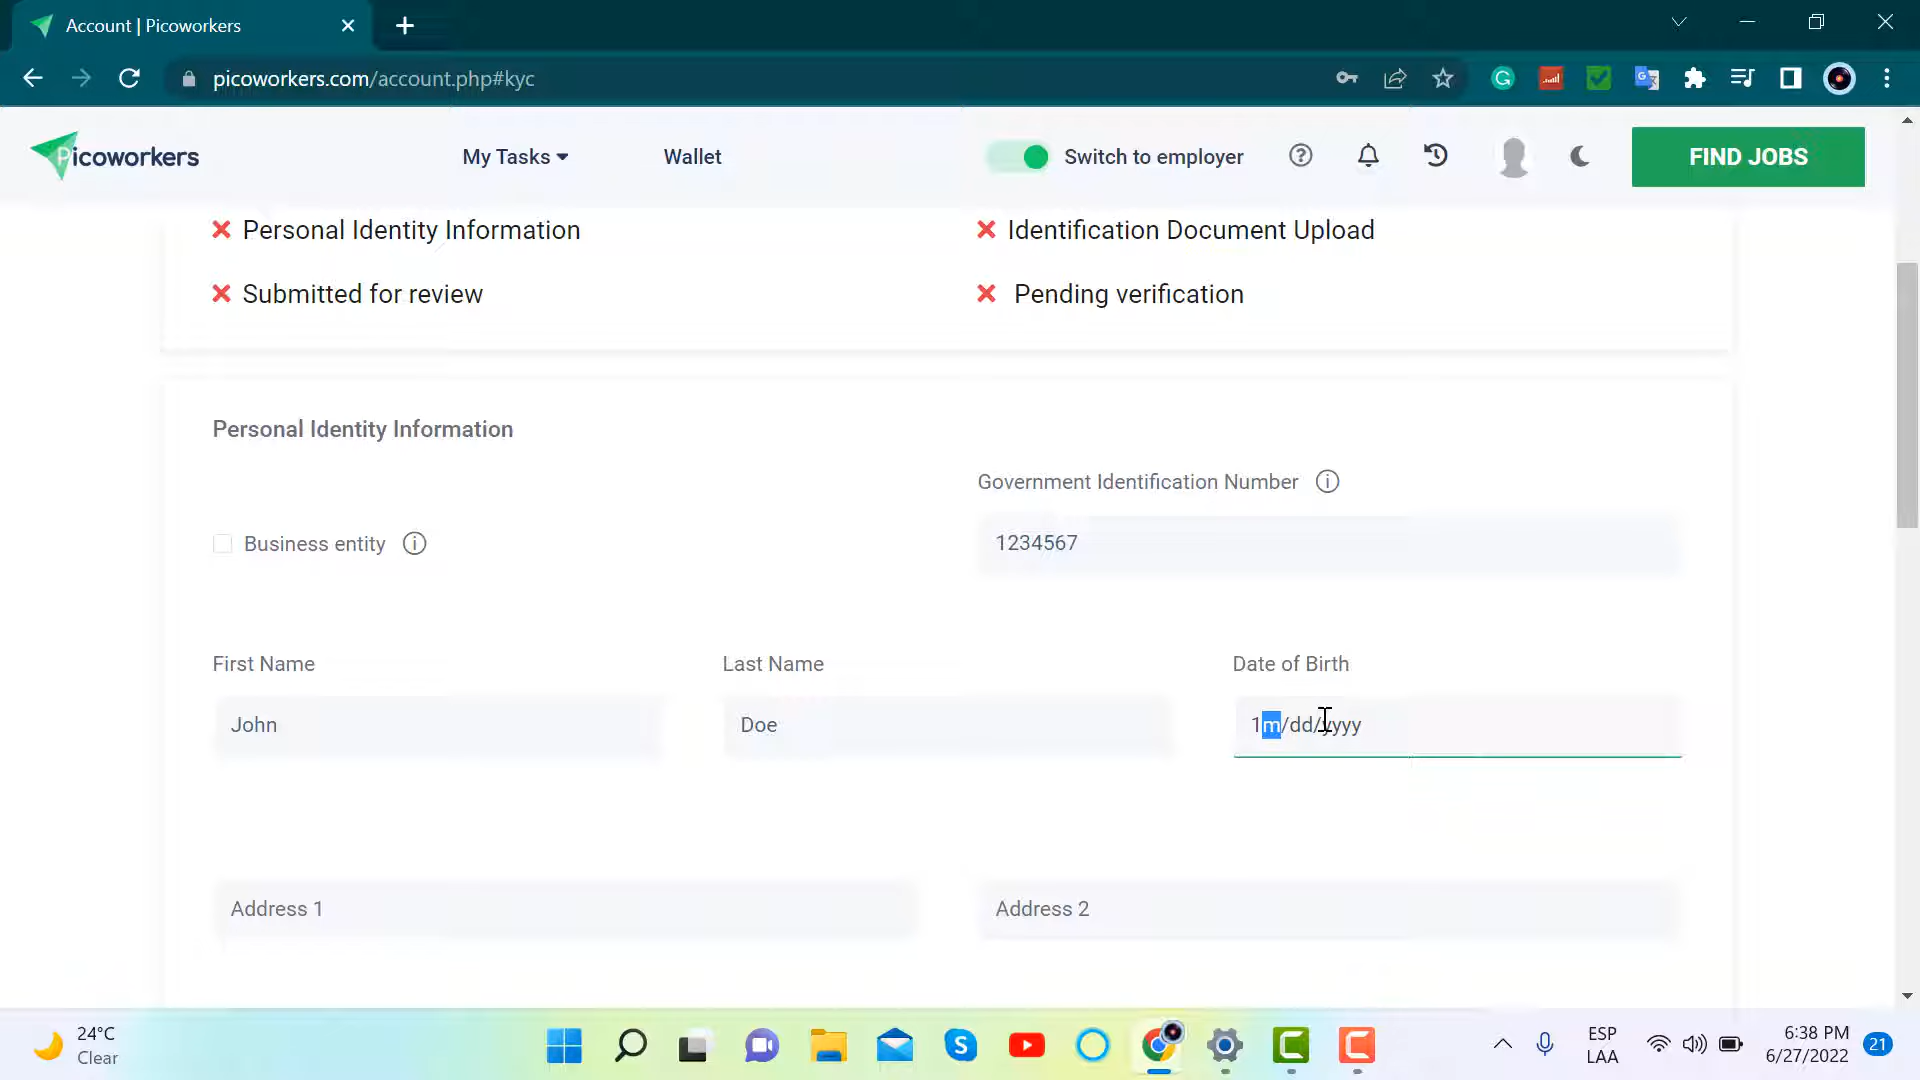 Account | Picoworkers
picoworkers.com/account.php#kyc
Picoworkers
My Tasks
Wallet
Switch to employer
FIND JOBS
Personal Identity Information
Identification Document Upload
Submitted for review
Pending verification
Personal Identity Information
Government Identification Number
Business entity
1234567
First Name
Last Name
Date of Birth
John
Doe
1m/dd/yyyy
Address 1
Address 2
24°C
Clear
ESP
LAA
6:38 PM
6/27/2022
21